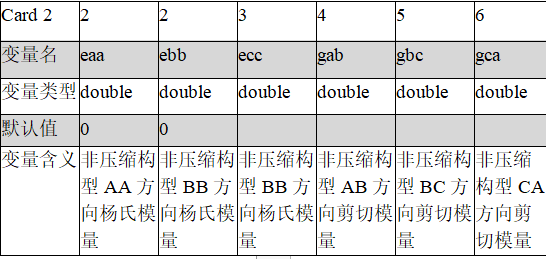 Card 2 2 2 3 4 5 6
变量名 eaa ebb ecc gab gbc gca
变量类型 double double double double double double
默认值 0 0
变量含义 非压缩构 非压缩构 非压缩构 非压缩构 非压缩构 非压缩
型 AA 方 型 BB 方 型 BB 方 型 AB 方 型 BC 方 构型 CA
向杨氏模 向杨氏模 向杨氏模 向剪切模 向剪切模 方向剪
量 量 量 量 量 切模量